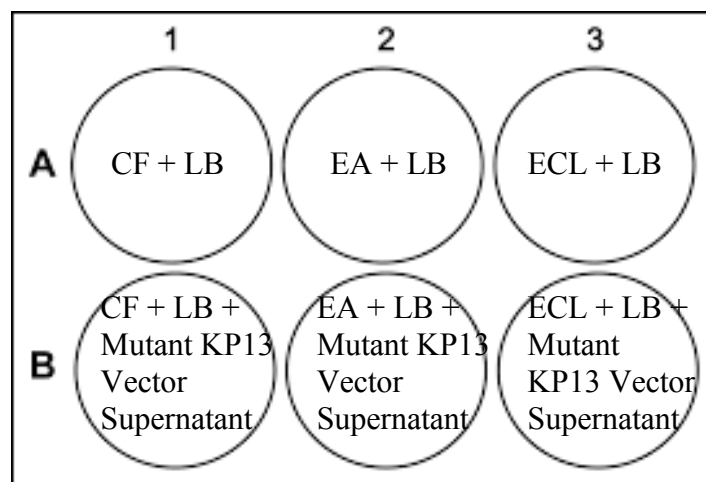 1 2 3
A
CF + LB
EA + LB
ECL + LB
B
CF + LB +
Mutant KP13
Vector
Supernatant
EA + LB +
Mutant KP13
Vector
Supernatant
ECL + LB +
Mutant
KP13 Vector
Supernatant